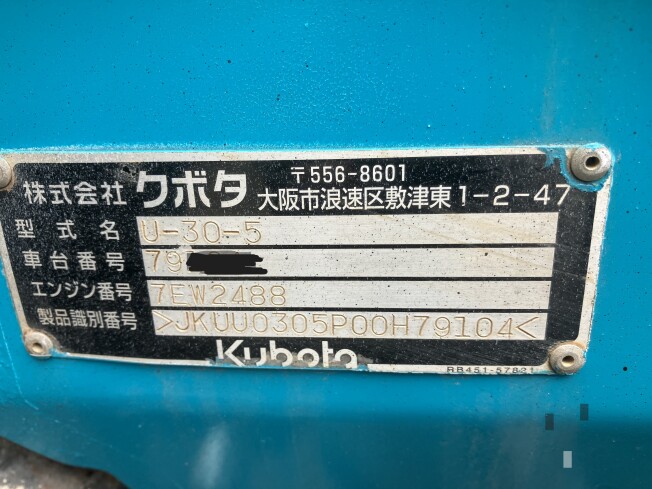 〒556-8601
株式会社 クボタ 大阪市浪速区敷津東1-2-47
型式名 U-30-5
車台番号 79
エンジン番号 7EW2488
製品識別番号 >JKUU0305P00H79104<
Kubota
RB451-57821